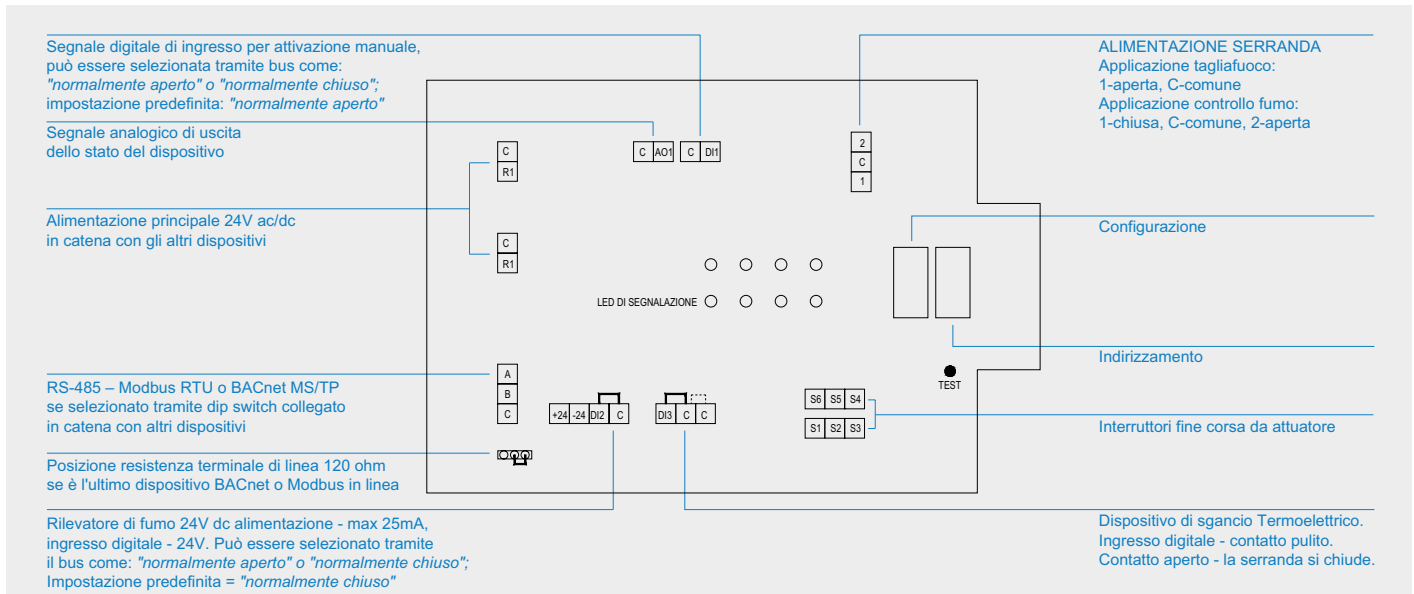 Segnale digitale di ingresso per attivazione manuale,
può essere selezionata tramite bus come:
"normalmente aperto" o "normalmente chiuso";
impostazione predefinita: "normalmente aperto"
Segnale analogico di uscita
dello stato del dispositivo
Alimentazione principale 24V ac/dc
in catena con gli altri dispositivi
RS-485 – Modbus RTU o BACnet MS/TP
se selezionato tramite dip switch collegato
in catena con altri dispositivi
Posizione resistenza terminale di linea 120 ohm
se è l'ultimo dispositivo BACnet o Modbus in linea
Rilevatore di fumo 24V dc alimentazione - max 25mA,
ingresso digitale - 24V. Può essere selezionato tramite
il bus come: "normalmente aperto" o "normalmente chiuso";
Impostazione predefinita = "normalmente chiuso"
C
R1
C
R1
A
B
C
C AO1 C DI1
2
C
1
LED DI SEGNALAZIONE
+24 -24 DI2 C
DI3 C C
S6 S5 S4
S1 S2 S3
TEST
ALIMENTAZIONE SERRANDA
Applicazione tagliafuoco:
1-aperta, C-comune
Applicazione controllo fumo:
1-chiusa, C-comune, 2-aperta
Configurazione
Indirizzamento
Interruttori fine corsa da attuatore
Dispositivo di sgancio Termoelettrico.
Ingresso digitale - contatto pulito.
Contatto aperto - la serranda si chiude.